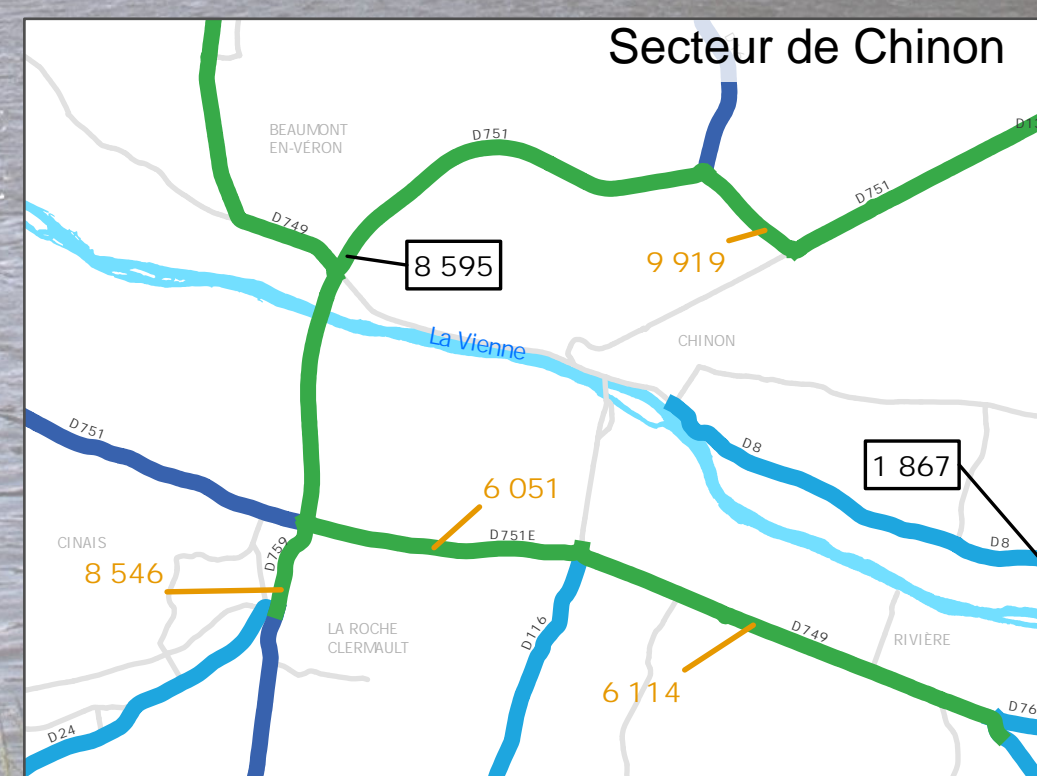 Secteur de Chinon
BEAUMONT
EN-VÉRON
D751
D749
8 595
D751
9 919
La Vienne
CHINON
D751
D8
1 867
6 051
D751E
D8
CINAIS
D759
8 546
LA ROCHE
CLERMAULT
D116
D749
RIVIÈRE
6 114
D24